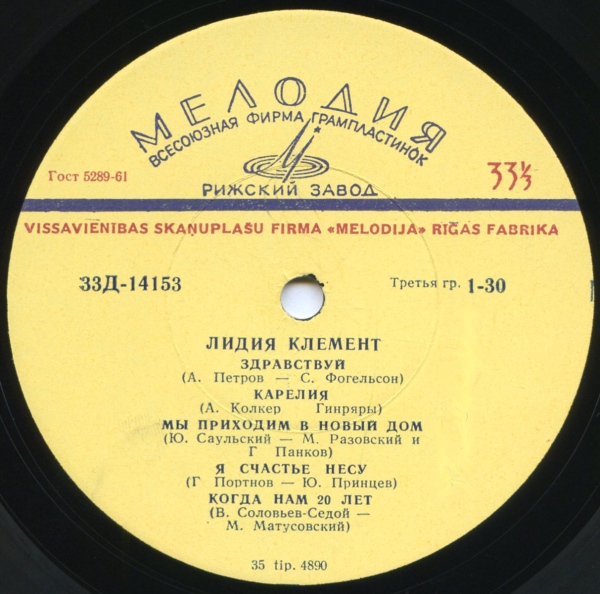 МЕЛОДИЯ
ВСЕСОЮЗНАЯ ФИРМА ГРАМПЛАСТИНОК
Гост 5289-61
33⅓
РИЖСКИЙ ЗАВОД
VISSAVIENĪBAS SKAŅUPLAŠU FIRMA «MELODIJA» RĪGAS FABRIKA
33Д-14153
Третья гр. 1-30
ЛИДИЯ КЛЕМЕНТ
ЗДРАВСТВУЙ
(А. Петров — С. Фогельсон)
КАРЕЛИЯ
(А. Колкер Гинряры)
МЫ ПРИХОДИМ В НОВЫЙ ДОМ
(Ю. Саульский — М. Разовский и
Г Панков)
Я СЧАСТЬЕ НЕСУ
(Г Портнов — Ю. Принцев)
КОГДА НАМ 20 ЛЕТ
(В. Соловьев-Седой —
М. Матусовский)
35 tip. 4890